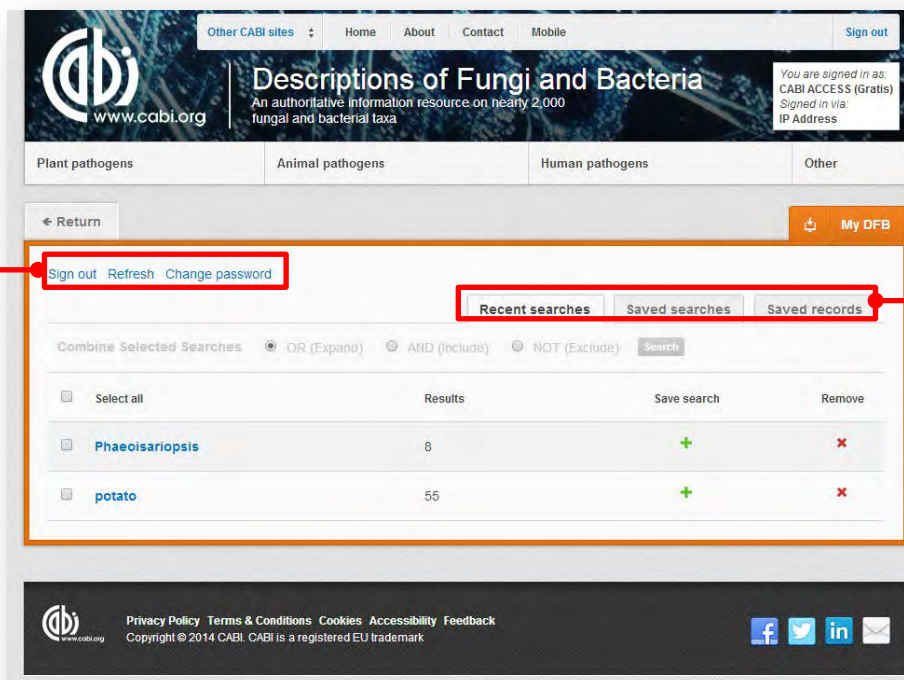 Other CABI sites Home About Contact Mobile Sign out
cabi
www.cabi.org
Descriptions of Fungi and Bacteria
An authoritative information resource on nearly 2,000
fungal and bacterial taxa
You are signed in as:
CABI ACCESS (Gratis)
Signed in via:
IP Address
Plant pathogens Animal pathogens Human pathogens Other
← Return
My DFB
Sign out Refresh Change password
Recent searches Saved searches Saved records
Combine Selected Searches OR (Expand) AND (Include) NOT (Exclude) Search
Select all Results Save search Remove
Phaeoisariopsis 8
potato 55
cabi
www.cabi.org
Privacy Policy Terms & Conditions Cookies Accessibility Feedback
Copyright © 2014 CABI. CABI is a registered EU trademark
f in